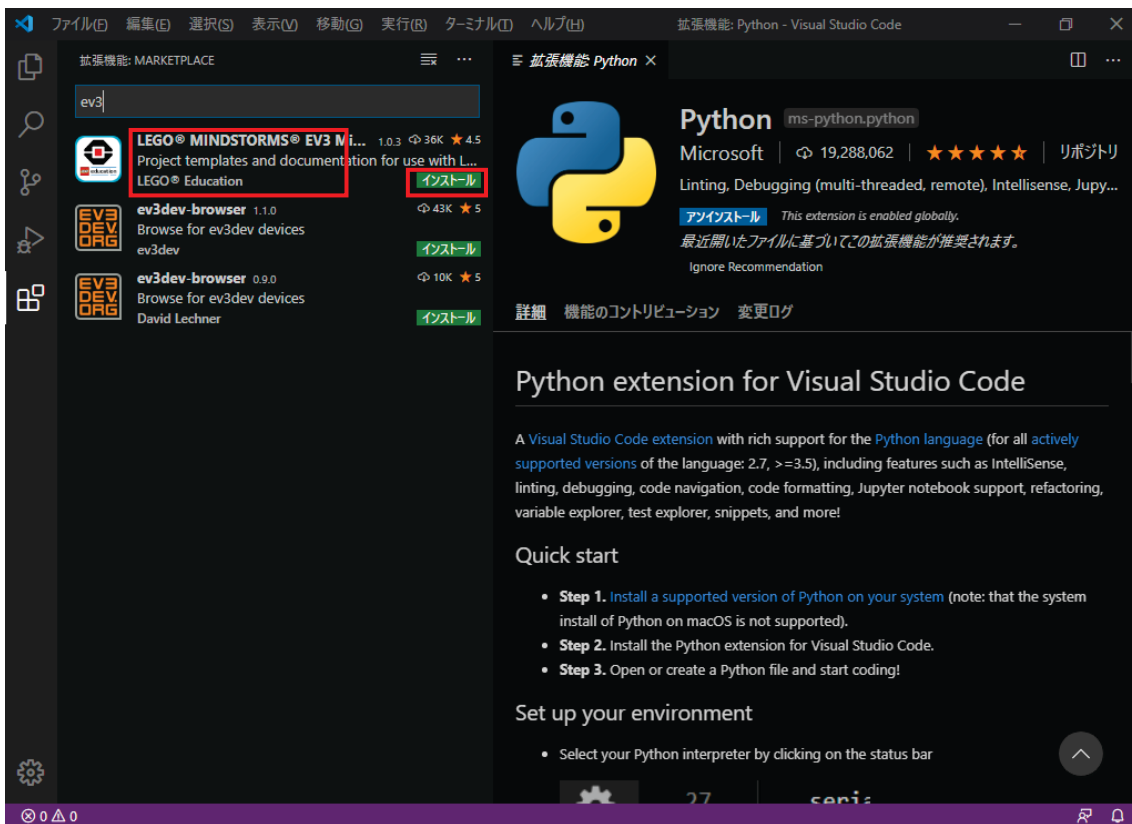 ファイル(F) 編集(E) 選択(S) 表示(V) 移動(G) 実行(R) ターミナル(T) ヘルプ(H) 拡張機能: Python - Visual Studio Code
拡張機能: MARKETPLACE
ev3
LEGO® MINDSTORMS® EV3 Mi... 1.0.3 36K ★ 4.5
Project templates and documentation for use with L...
LEGO® Education インストール
EV3
DEV
ORG
ev3dev-browser 1.1.0 43K ★ 5
Browse for ev3dev devices
ev3dev インストール
EV3
DEV
ORG
ev3dev-browser 0.9.0 10K ★ 5
Browse for ev3dev devices
David Lechner インストール
拡張機能: Python
Python ms-python.python
Microsoft 19,288,062 リポジトリ
Linting, Debugging (multi-threaded, remote), Intellisense, Jupy...
アンインストール This extension is enabled globally.
最近開いたファイルに基づいてこの拡張機能が推奨されます。
Ignore Recommendation
詳細 機能のコントリビューション 変更ログ
Python extension for Visual Studio Code
A Visual Studio Code extension with rich support for the Python language (for all actively
supported versions of the language: 2.7, >=3.5), including features such as IntelliSense,
linting, debugging, code navigation, code formatting, Jupyter notebook support, refactoring,
variable explorer, test explorer, snippets, and more!
Quick start
• Step 1. Install a supported version of Python on your system (note: that the system
install of Python on macOS is not supported).
• Step 2. Install the Python extension for Visual Studio Code.
• Step 3. Open or create a Python file and start coding!
Set up your environment
• Select your Python interpreter by clicking on the status bar
27
0 0